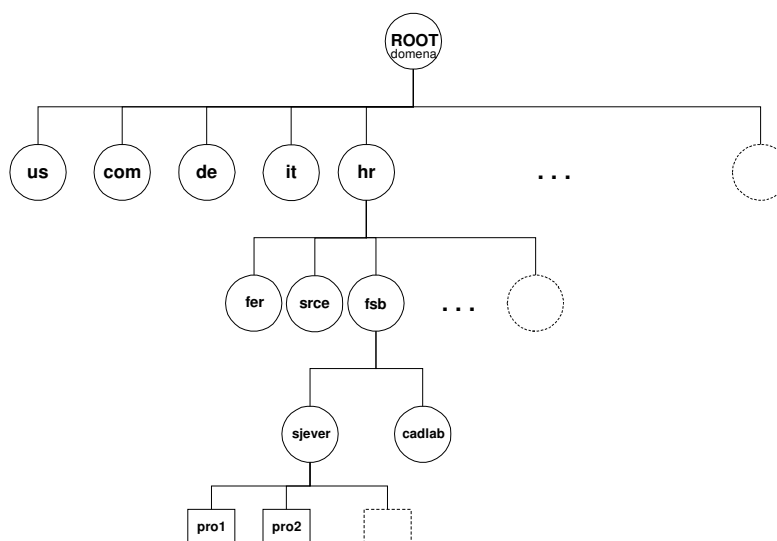 ROOT
domena
us com de it hr . . .
fer srce fsb . . .
sjever cadlab
pro1 pro2